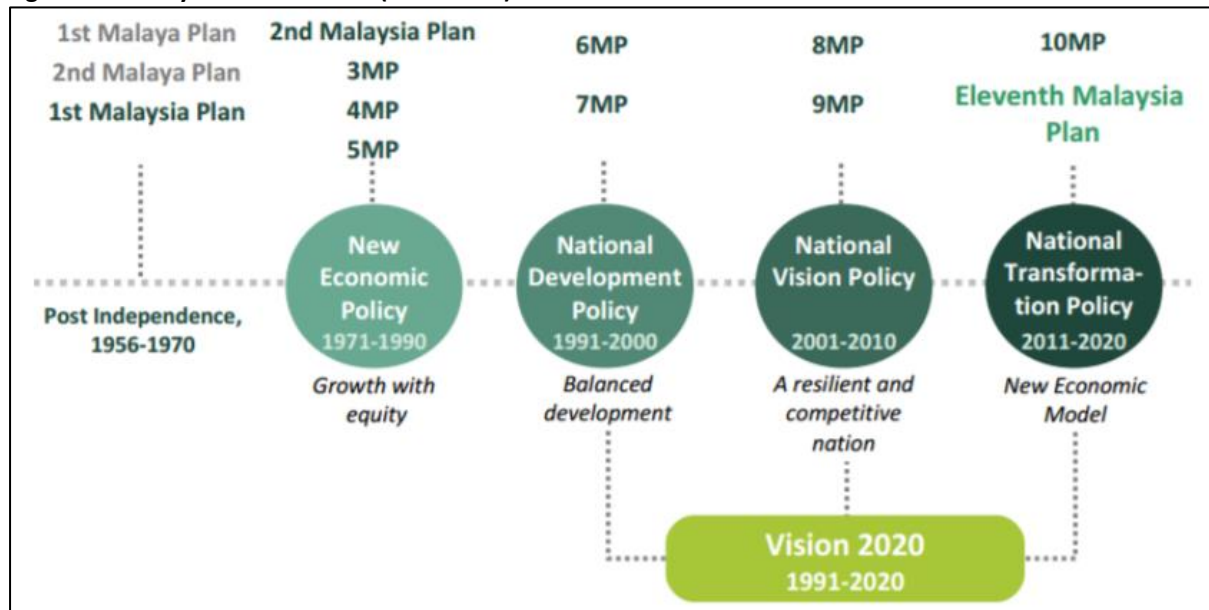 1st Malaya Plan
2nd Malaya Plan
1st Malaysia Plan
2nd Malaysia Plan
3MP
4MP
5MP
6MP
7MP
8MP
9MP
10MP
Eleventh Malaysia
Plan
Post Independence,
1956-1970
New
Economic
Policy
1971-1990
Growth with
equity
National
Development
Policy
1991-2000
Balanced
development
National
Vision Policy
2001-2010
A resilient and
competitive
nation
National
Transforma-
tion Policy
2011-2020
New Economic
Model
Vision 2020
1991-2020